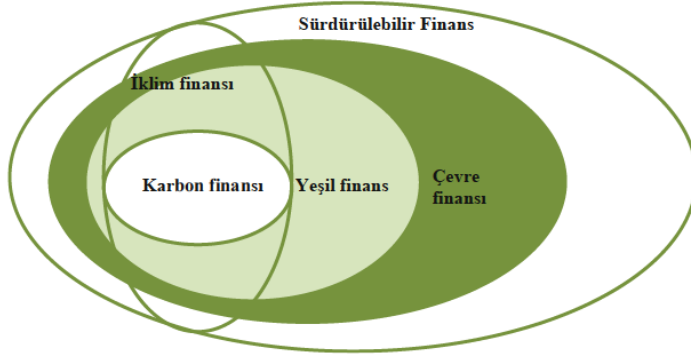 Sürdürülebilir Finans
İklim finansı
Karbon finansı
Yeşil finans
Çevre
finansı